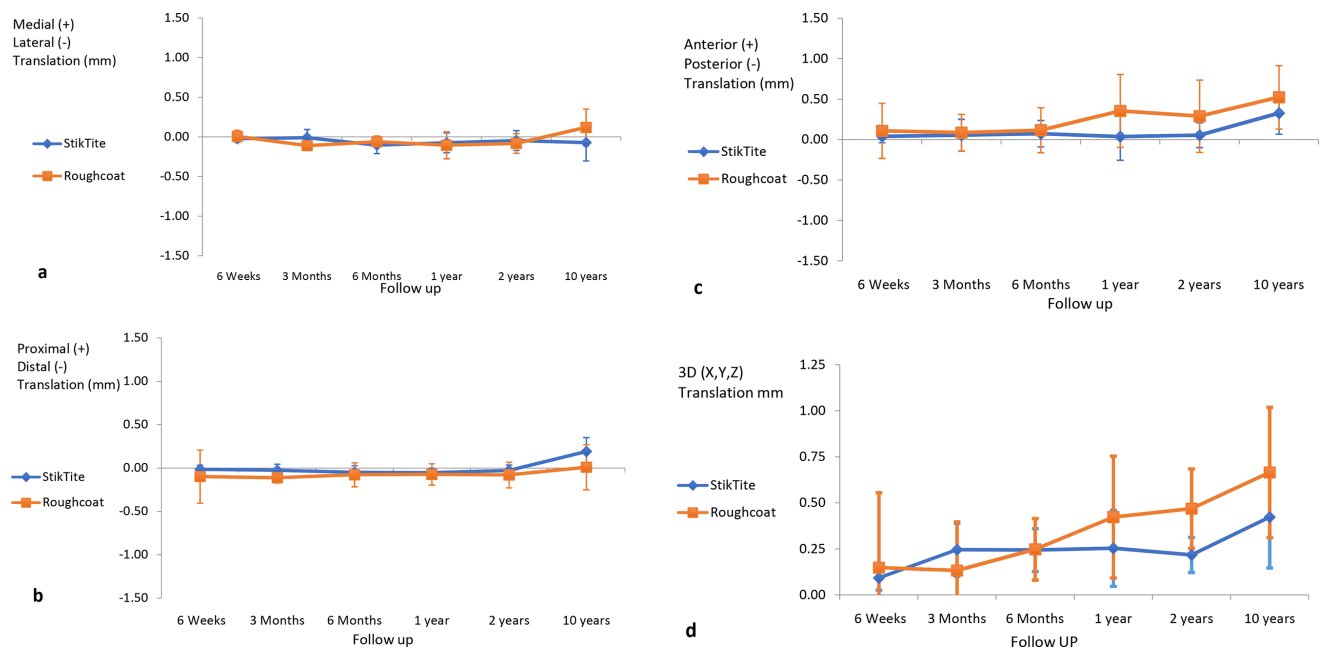 Medial (+)
Lateral (-)
Translation (mm)
StikTite
Roughcoat
1.50
1.00
0.50
0.00
-0.50
-1.00
-1.50
6 Weeks 3 Months 6 Months 1 year 2 years 10 years
Follow up
a
Anterior (+)
Posterior (-)
Translation (mm)
StikTite
Roughcoat
1.50
1.00
0.50
0.00
-0.50
-1.00
-1.50
6 Weeks 3 Months 6 Months 1 year 2 years 10 years
Follow up
c
Proximal (+)
Distal (-)
Translation (mm)
StikTite
Roughcoat
1.50
1.00
0.50
0.00
-0.50
-1.00
-1.50
6 Weeks 3 Months 6 Months 1 year 2 years 10 years
Follow up
b
3D (X,Y,Z)
Translation mm
StikTite
Roughcoat
1.25
1.00
0.75
0.50
0.25
0.00
6 Weeks 3 Months 6 Months 1 year 2 years 10 years
Follow UP
d